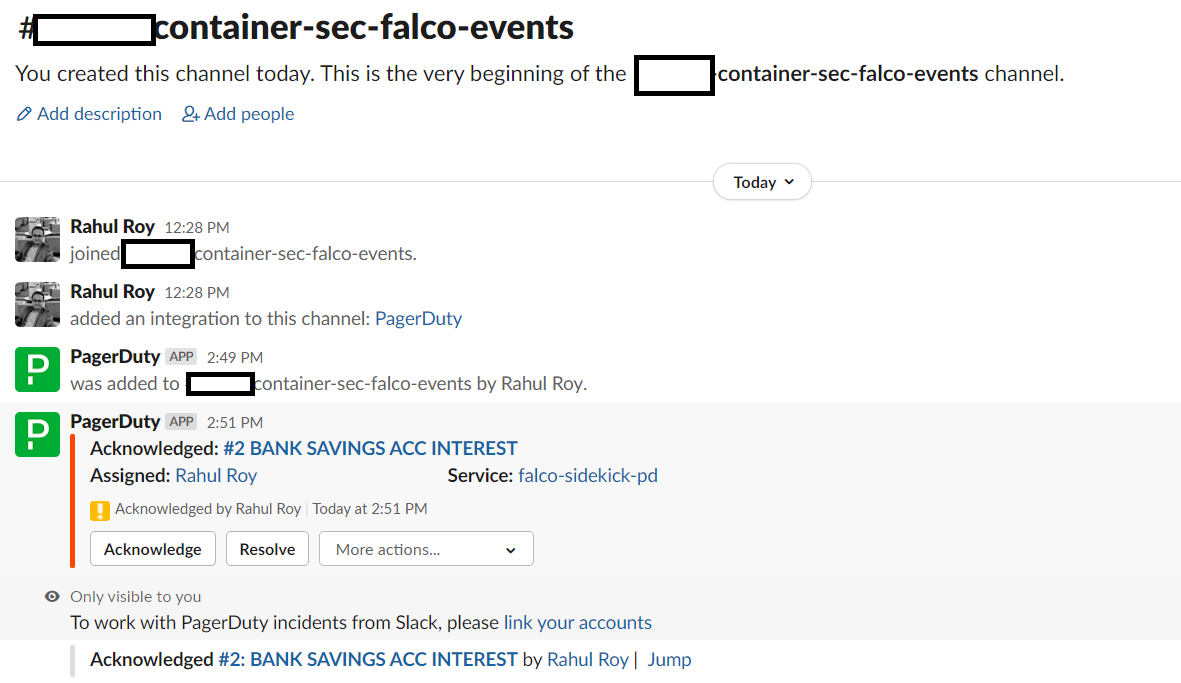 #container-sec-falco-events
You created this channel today. This is the very beginning of the -container-sec-falco-events channel.
Add description Add people
Today
Rahul Roy 12:28 PM
joined container-sec-falco-events.
Rahul Roy 12:28 PM
added an integration to this channel: PagerDuty
P PagerDuty APP 2:49 PM
was added to container-sec-falco-events by Rahul Roy.
P PagerDuty APP 2:51 PM
Acknowledged: #2 BANK SAVINGS ACC INTEREST
Assigned: Rahul Roy Service: falco-sidekick-pd
Acknowledged by Rahul Roy | Today at 2:51 PM
Acknowledge Resolve More actions...
Only visible to you
To work with PagerDuty incidents from Slack, please link your accounts
Acknowledged #2: BANK SAVINGS ACC INTEREST by Rahul Roy | Jump